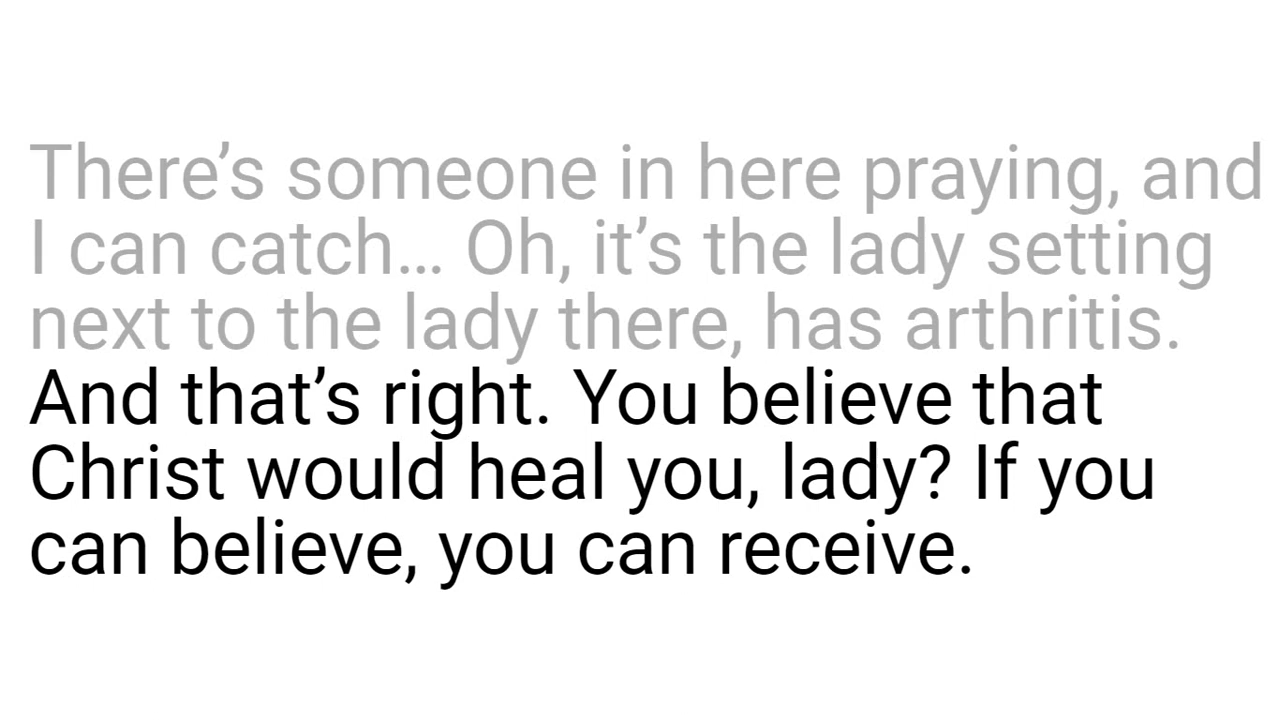 There’s someone in here praying, and
I can catch… Oh, it’s the lady setting
next to the lady there, has arthritis.
And that’s right. You believe that
Christ would heal you, lady? If you
can believe, you can receive.